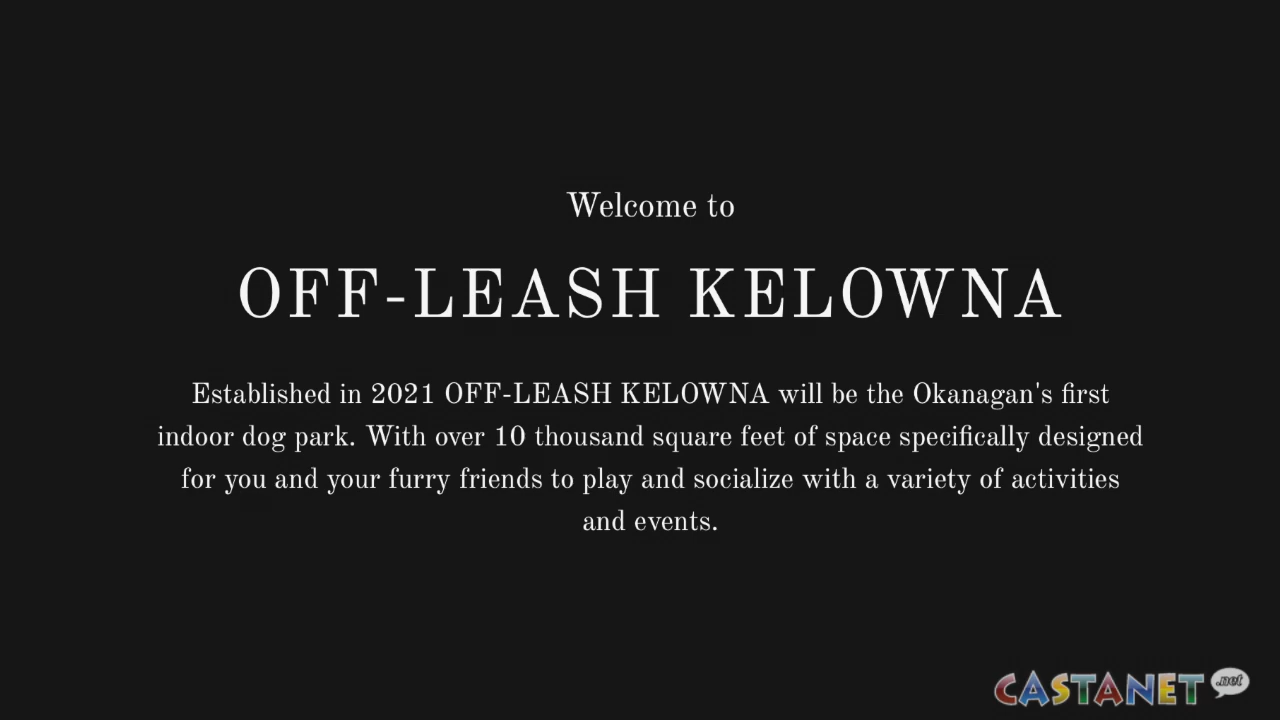 Welcome to
OFF-LEASH KELOWNA
Established in 2021 OFF-LEASH KELOWNA will be the Okanagan's first
indoor dog park. With over 10 thousand square feet of space specifically designed
for you and your furry friends to play and socialize with a variety of activities
and events.
CASTANET .net